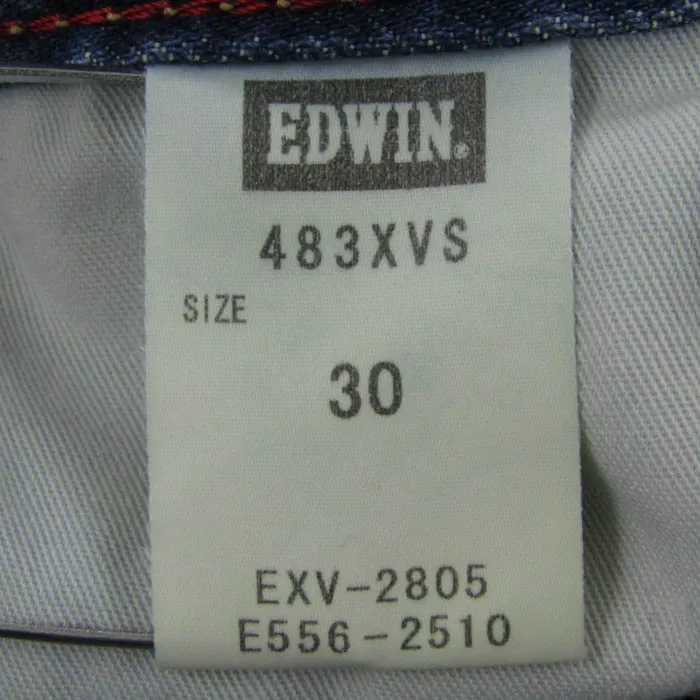 EDWIN.
483XVS
SIZE
30
EXV-2805
E556-2510